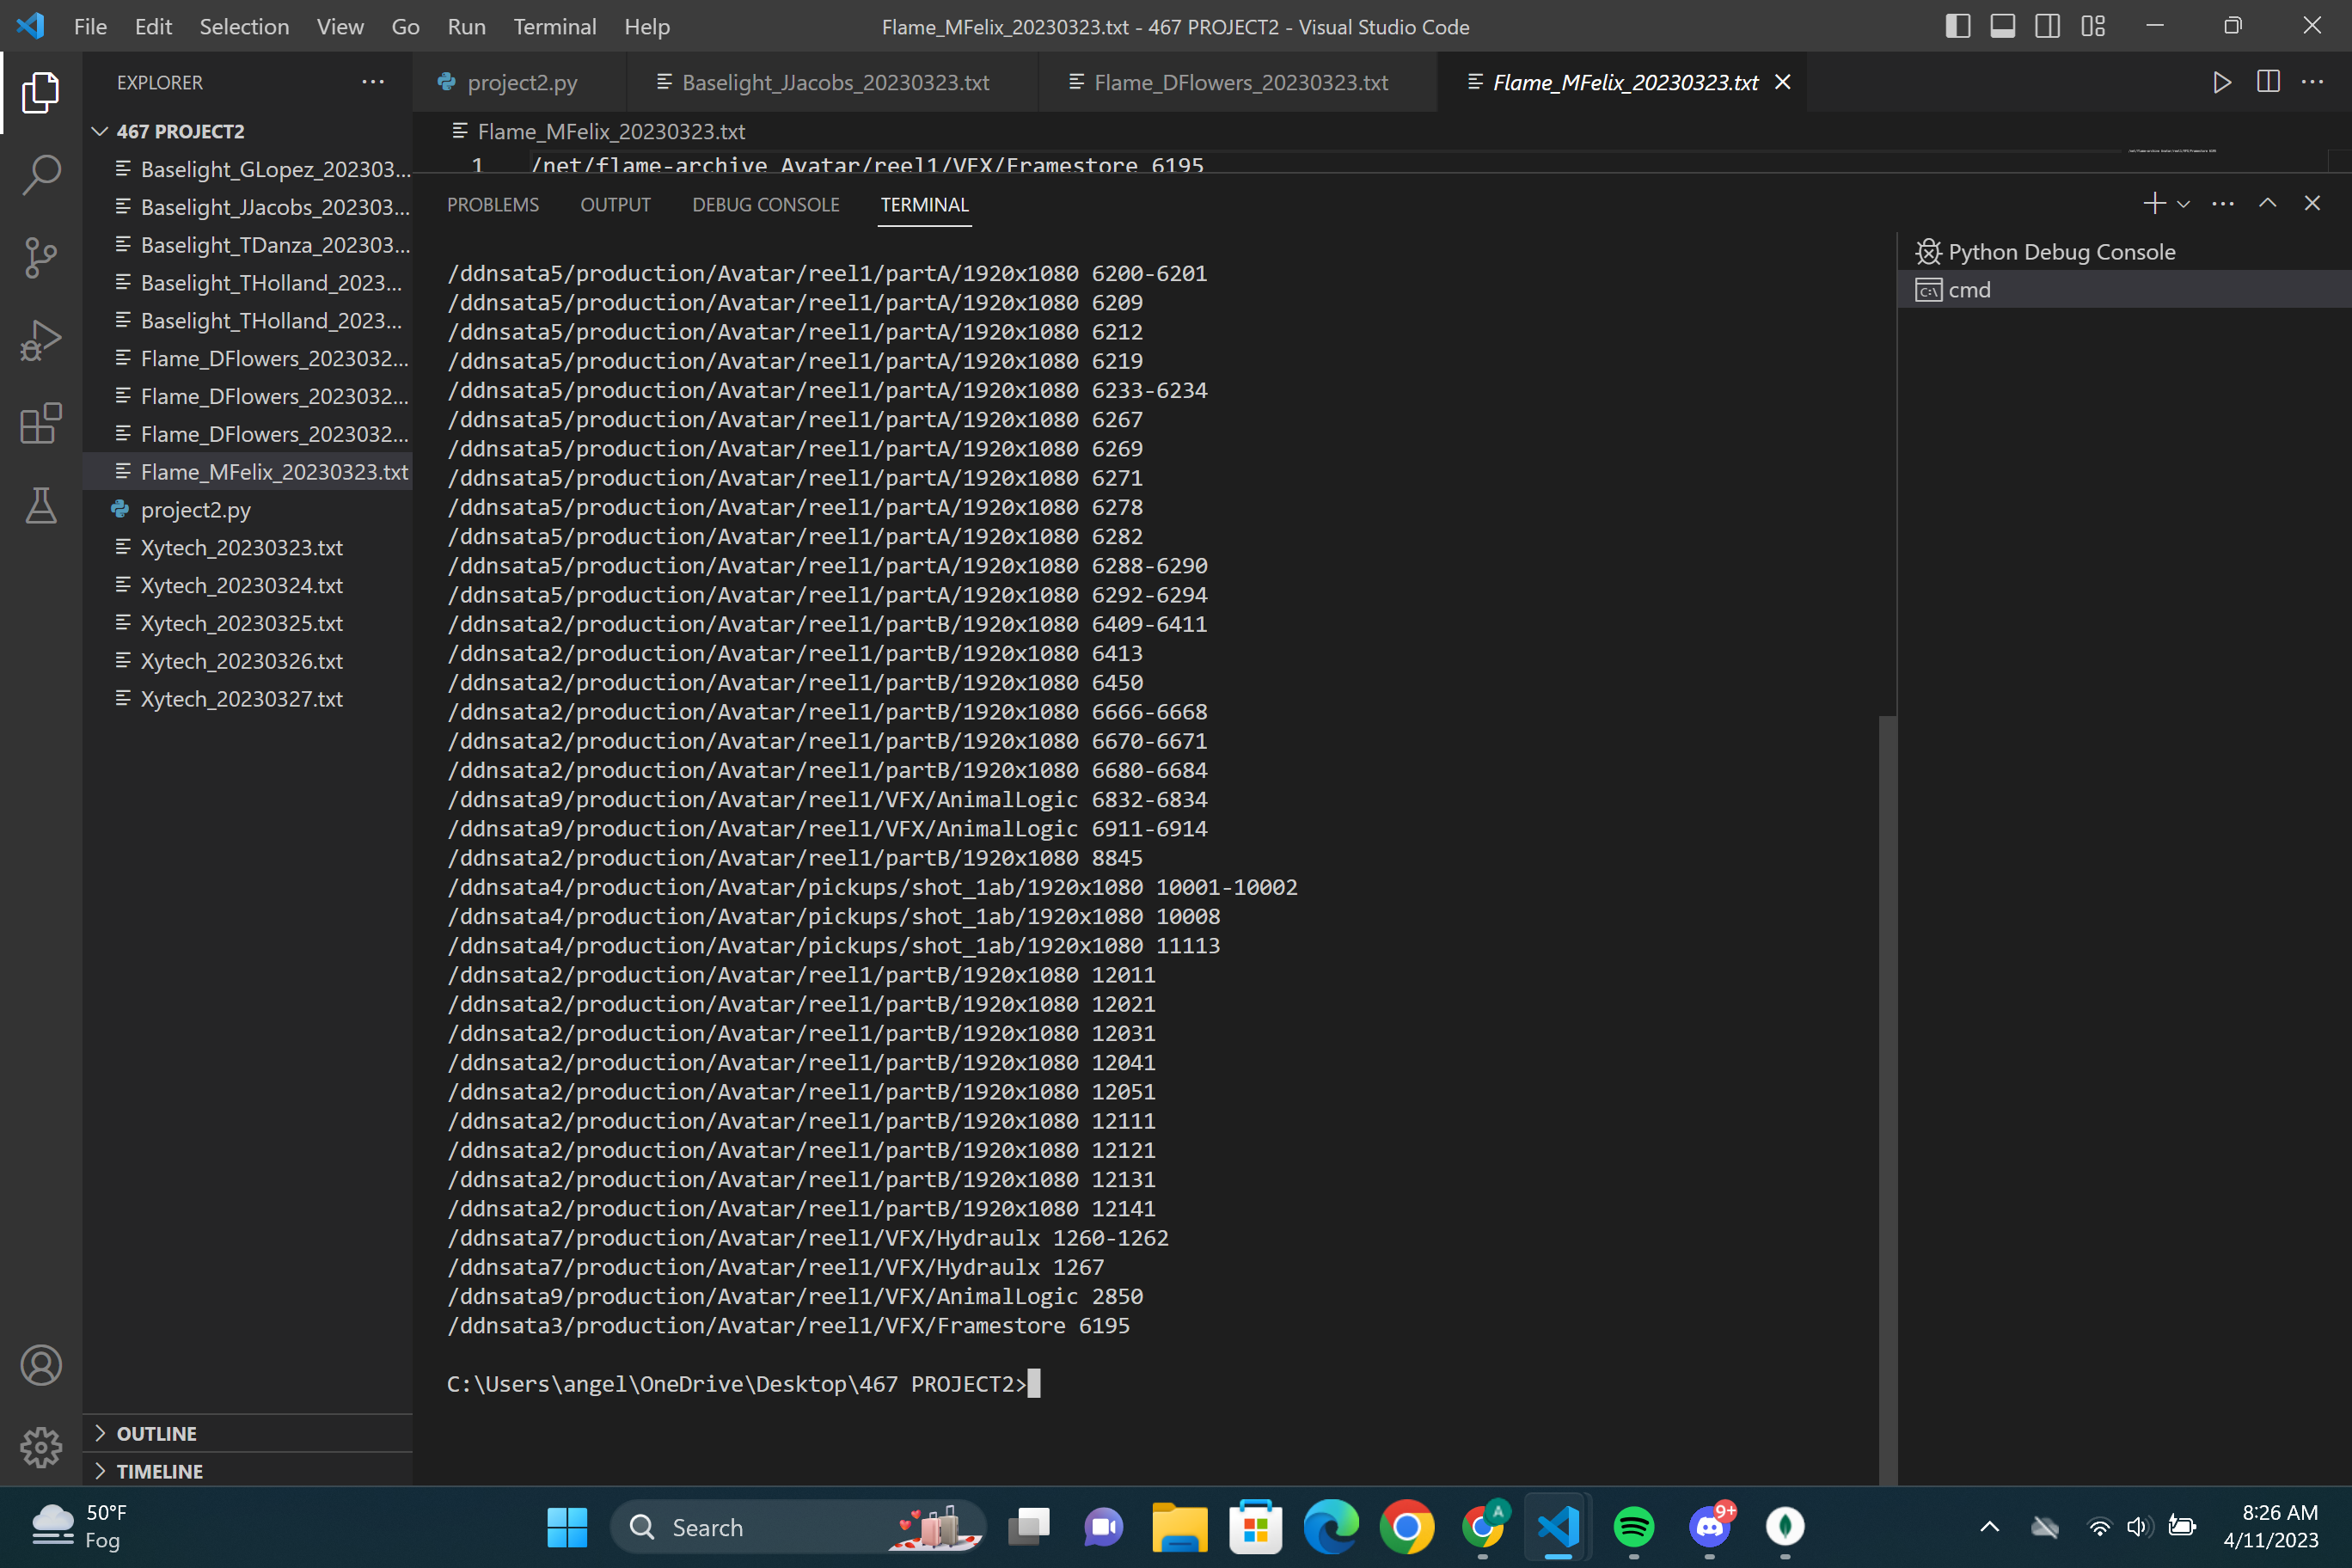 File Edit Selection View Go Run Terminal Help
Flame_MFelix_20230323.txt - 467 PROJECT2 - Visual Studio Code
EXPLORER
project2.py
Baselight_JJacobs_20230323.txt
Flame_DFlowers_20230323.txt
Flame_MFelix_20230323.txt
467 PROJECT2
Baselight_GLopez_202303...
Baselight_JJacobs_202303...
Baselight_TDanza_202303...
Baselight_THolland_2023...
Baselight_THolland_2023...
Flame_DFlowers_2023032...
Flame_DFlowers_2023032...
Flame_DFlowers_2023032...
Flame_MFelix_20230323.txt
project2.py
Xytech_20230323.txt
Xytech_20230324.txt
Xytech_20230325.txt
Xytech_20230326.txt
Xytech_20230327.txt
OUTLINE
TIMELINE
Flame_MFelix_20230323.txt
1 /net/flame-archive Avatar/reel1/VFX/Framestore 6195
PROBLEMS OUTPUT DEBUG CONSOLE TERMINAL
/ddnsata5/production/Avatar/reel1/partA/1920x1080 6200-6201
/ddnsata5/production/Avatar/reel1/partA/1920x1080 6209
/ddnsata5/production/Avatar/reel1/partA/1920x1080 6212
/ddnsata5/production/Avatar/reel1/partA/1920x1080 6219
/ddnsata5/production/Avatar/reel1/partA/1920x1080 6233-6234
/ddnsata5/production/Avatar/reel1/partA/1920x1080 6267
/ddnsata5/production/Avatar/reel1/partA/1920x1080 6269
/ddnsata5/production/Avatar/reel1/partA/1920x1080 6271
/ddnsata5/production/Avatar/reel1/partA/1920x1080 6278
/ddnsata5/production/Avatar/reel1/partA/1920x1080 6282
/ddnsata5/production/Avatar/reel1/partA/1920x1080 6288-6290
/ddnsata5/production/Avatar/reel1/partA/1920x1080 6292-6294
/ddnsata2/production/Avatar/reel1/partB/1920x1080 6409-6411
/ddnsata2/production/Avatar/reel1/partB/1920x1080 6413
/ddnsata2/production/Avatar/reel1/partB/1920x1080 6450
/ddnsata2/production/Avatar/reel1/partB/1920x1080 6666-6668
/ddnsata2/production/Avatar/reel1/partB/1920x1080 6670-6671
/ddnsata2/production/Avatar/reel1/partB/1920x1080 6680-6684
/ddnsata9/production/Avatar/reel1/VFX/AnimalLogic 6832-6834
/ddnsata9/production/Avatar/reel1/VFX/AnimalLogic 6911-6914
/ddnsata2/production/Avatar/reel1/partB/1920x1080 8845
/ddnsata4/production/Avatar/pickups/shot_1ab/1920x1080 10001-10002
/ddnsata4/production/Avatar/pickups/shot_1ab/1920x1080 10008
/ddnsata4/production/Avatar/pickups/shot_1ab/1920x1080 11113
/ddnsata2/production/Avatar/reel1/partB/1920x1080 12011
/ddnsata2/production/Avatar/reel1/partB/1920x1080 12021
/ddnsata2/production/Avatar/reel1/partB/1920x1080 12031
/ddnsata2/production/Avatar/reel1/partB/1920x1080 12041
/ddnsata2/production/Avatar/reel1/partB/1920x1080 12051
/ddnsata2/production/Avatar/reel1/partB/1920x1080 12111
/ddnsata2/production/Avatar/reel1/partB/1920x1080 12121
/ddnsata2/production/Avatar/reel1/partB/1920x1080 12131
/ddnsata2/production/Avatar/reel1/partB/1920x1080 12141
/ddnsata7/production/Avatar/reel1/VFX/Hydraulx 1260-1262
/ddnsata7/production/Avatar/reel1/VFX/Hydraulx 1267
/ddnsata9/production/Avatar/reel1/VFX/AnimalLogic 2850
/ddnsata3/production/Avatar/reel1/VFX/Framestore 6195
C:\Users\angel\OneDrive\Desktop\467 PROJECT2>
Python Debug Console
cmd
50°F
Fog
Search
A
9+
8:26 AM
4/11/2023